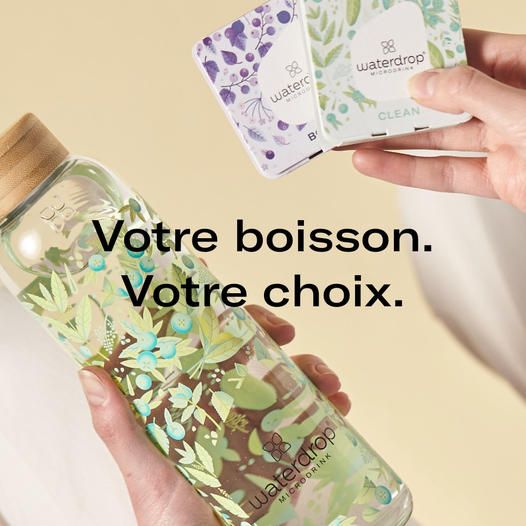 waterdrop®
MICRODRINK
CLEAN
waterdrop
MICRODRINK
Votre boisson.
Votre choix.
waterdrop®
MICRODRINK